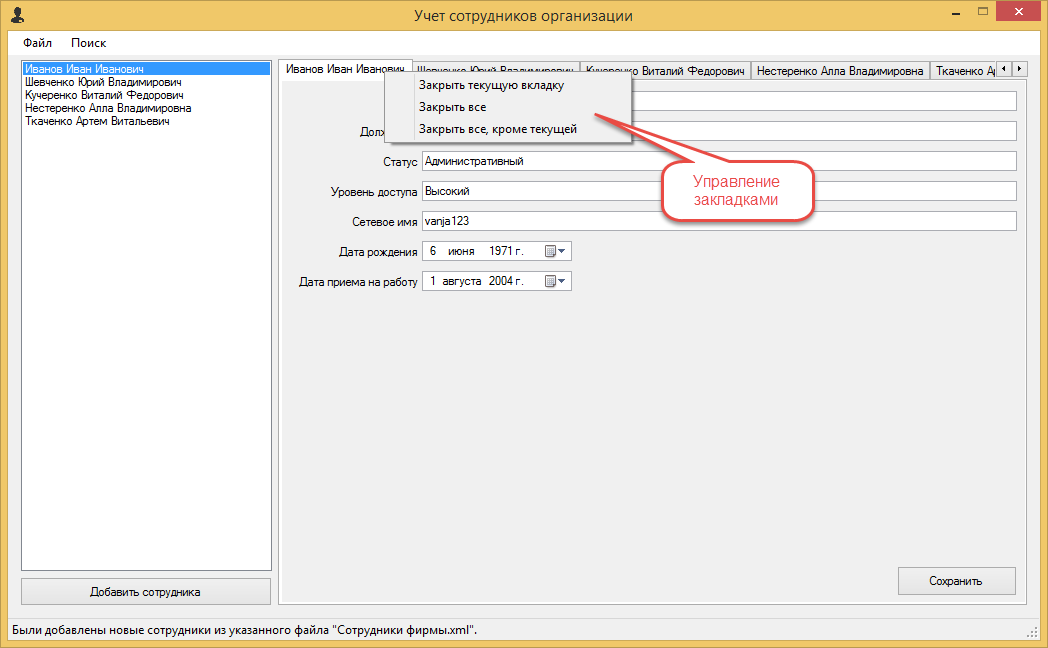 Учет сотрудников организации
Файл Поиск
Иванов Иван Иванович
Шевченко Юрий Владимирович
Кучеренко Виталий Федорович
Нестеренко Алла Владимировна
Ткаченко Артем Витальевич
Добавить сотрудника
Иванов Иван Иванович Шевченко Юрий Владимирович Кучеренко Виталий Федорович Нестеренко Алла Владимировна Ткаченко А
Закрыть текущую вкладку
Закрыть все
Закрыть все, кроме текущей
Управление
закладками
Долж
Статус Административный
Уровень доступа Высокий
Сетевое имя vanja123
Дата рождения 6 июня 1971 г.
Дата приема на работу 1 августа 2004 г.
Сохранить
Были добавлены новые сотрудники из указанного файла "Сотрудники фирмы.xml".